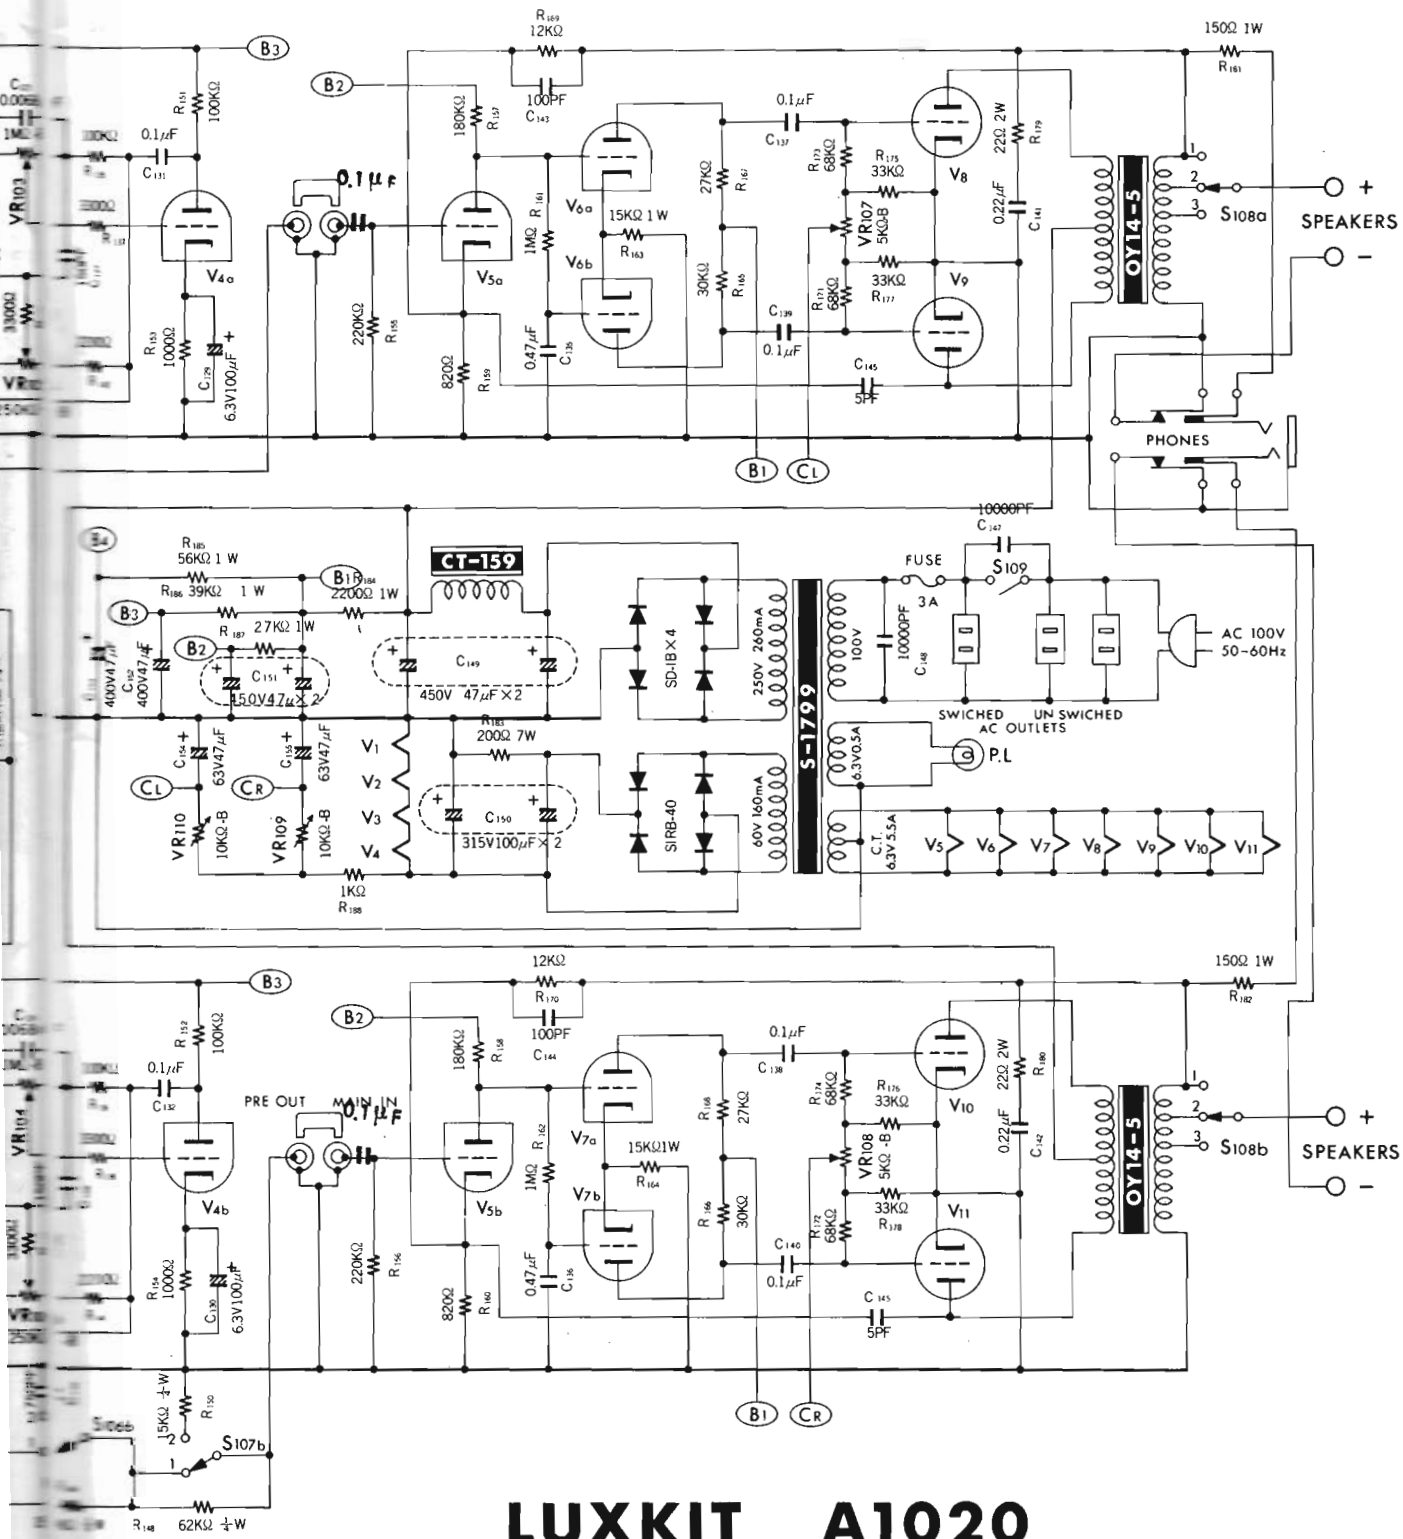 R169
12KΩ
150Ω 1W
R161
B3
B2
100PF
C143
R151
100KΩ
180KΩ
R157
0.1μF
C131
0.1μF
0.1μF
C137
R173
68KΩ
R175
33KΩ
V8
22Ω 2W
R179
0.22μF
C141
OY14-5
1
2
3
S108a
+
SPEAKERS
−
VR103
V4a
V5a
R161
1MΩ
V6a
15KΩ 1W
R163
V6b
27KΩ
R167
30KΩ
R165
VR107
5KΩ-B
33KΩ
R177
R171
68KΩ
V9
3300Ω
R153
1000Ω
C129
+
6.3V100μF
220KΩ
R155
820Ω
R159
0.47μF
C135
C139
0.1μF
C145
5PF
PHONES
B1
CL
B4
R185
56KΩ 1 W
R186 39KΩ 1 W
B1
R184
2200Ω 1W
B3
R187 27KΩ 1W
B2
C151
450V47μ×2
C152
400V47μF
400V47μF
CT-159
+
C149
+
450V 47μF×2
SD-1B×4
250V 260mA
S-1799
100V
FUSE
3A
10000PF
C147
S109
10000PF
C148
AC 100V
50-60Hz
SWICHED
UN SWICHED
AC OUTLETS
R183
200Ω 7W
C154
+
63V47μF
C155
+
63V47μF
V1
V2
V3
V4
CL
CR
VR110
10KΩ-B
VR109
10KΩ-B
1KΩ
R188
+
C150
+
315V100μF×2
SIRB-40
60V 160mA
6.3V0.5A
P.L
C.T.
6.3V 5.5A
V5
V6
V7
V8
V9
V10
V11
12KΩ
R170
150Ω 1W
R182
B3
B2
100PF
C144
R152
100KΩ
180KΩ
R158
0.1μF
C132
PRE OUT
MAIN IN
0.1μF
0.1μF
C138
R174
68KΩ
R176
33KΩ
V10
22Ω 2W
R180
0.22μF
C142
OY14-5
1
2
3
S108b
+
SPEAKERS
−
VR104
V4b
V5b
R162
1MΩ
V7a
15KΩ1W
R164
V7b
R168
27KΩ
R166
30KΩ
VR108
5KΩ-B
33KΩ
R178
R172
68KΩ
V11
R154
1000Ω
C130
+
6.3V100μF
220KΩ
R156
820Ω
R160
0.47μF
C136
C140
0.1μF
C145
5PF
15KΩ ¼W
R150
B1
CR
S106b
2
1
S107b
R148
62KΩ ¼W
LUXKIT A1020